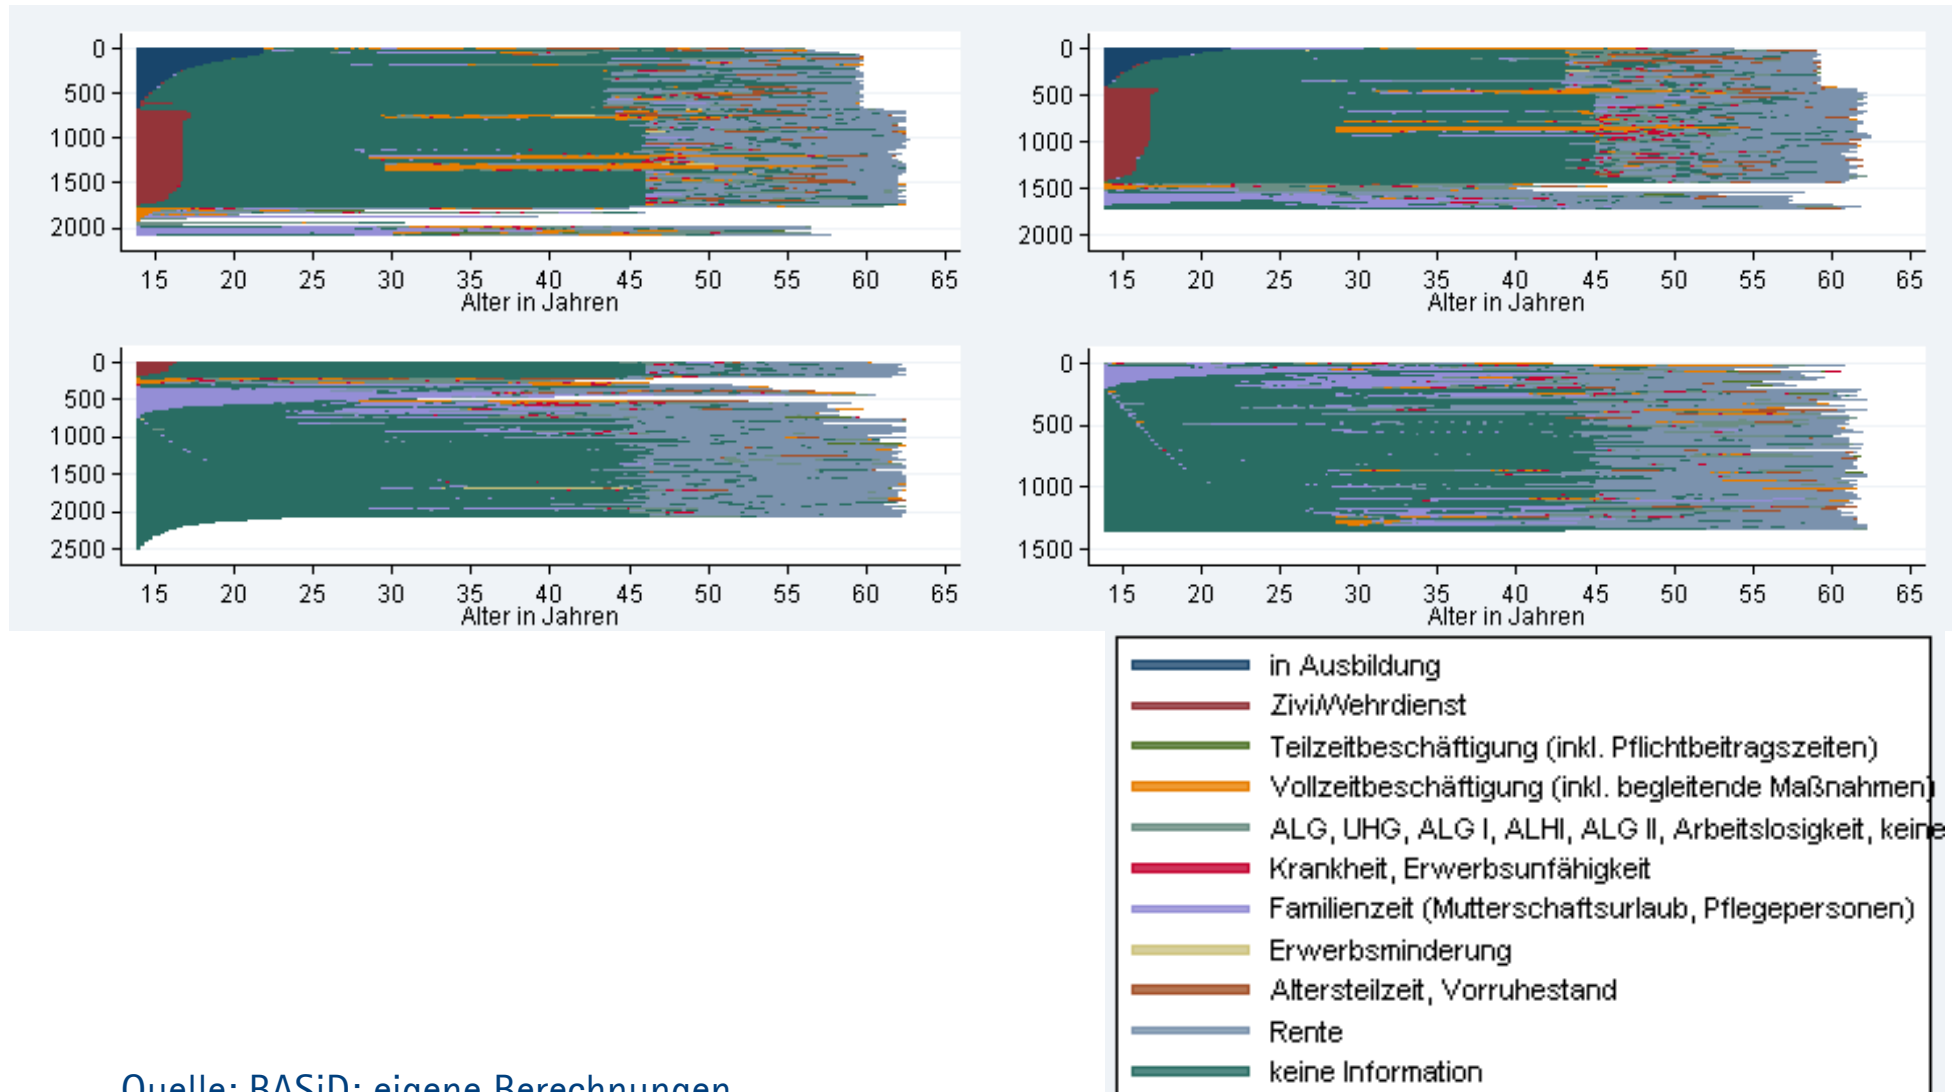 0
500
1000
1500
2000
15 20 25 30 35 40 45 50 55 60 65
Alter in Jahren
0
500
1000
1500
2000
15 20 25 30 35 40 45 50 55 60 65
Alter in Jahren
0
500
1000
1500
2000
2500
15 20 25 30 35 40 45 50 55 60 65
Alter in Jahren
0
500
1000
1500
15 20 25 30 35 40 45 50 55 60 65
Alter in Jahren
in Ausbildung
Zivi/Wehrdienst
Teilzeitbeschäftigung (inkl. Pflichtbeitragszeiten)
Vollzeitbeschäftigung (inkl. begleitende Maßnahmen)
ALG, UHG, ALG I, ALHI, ALG II, Arbeitslosigkeit, keine
Krankheit, Erwerbsunfähigkeit
Familienzeit (Mutterschaftsurlaub, Pflegepersonen)
Erwerbsminderung
Altersteilzeit, Vorruhestand
Rente
keine Information
Quelle: BASiD; eigene Berechnungen